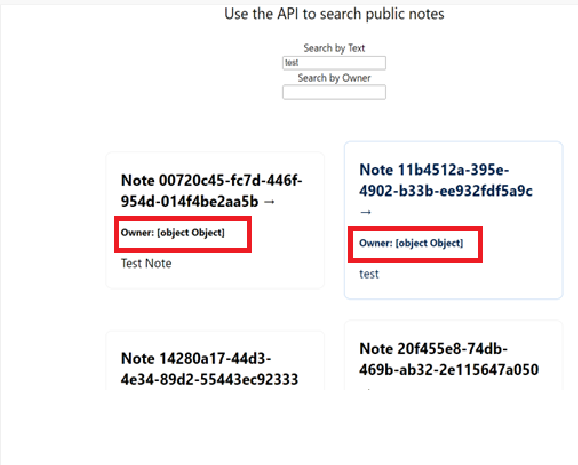 Use the API to search public notes
Search by Text
test
Search by Owner
Note 00720c45-fc7d-446f-
954d-014f4be2aa5b →
Owner: [object Object]
Test Note
Note 11b4512a-395e-
4902-b33b-ee932fdf5a9c
→
Owner: [object Object]
test
Note 14280a17-44d3-
4e34-89d2-55443ec92333
Note 20f455e8-74db-
469b-ab32-2e115647a050